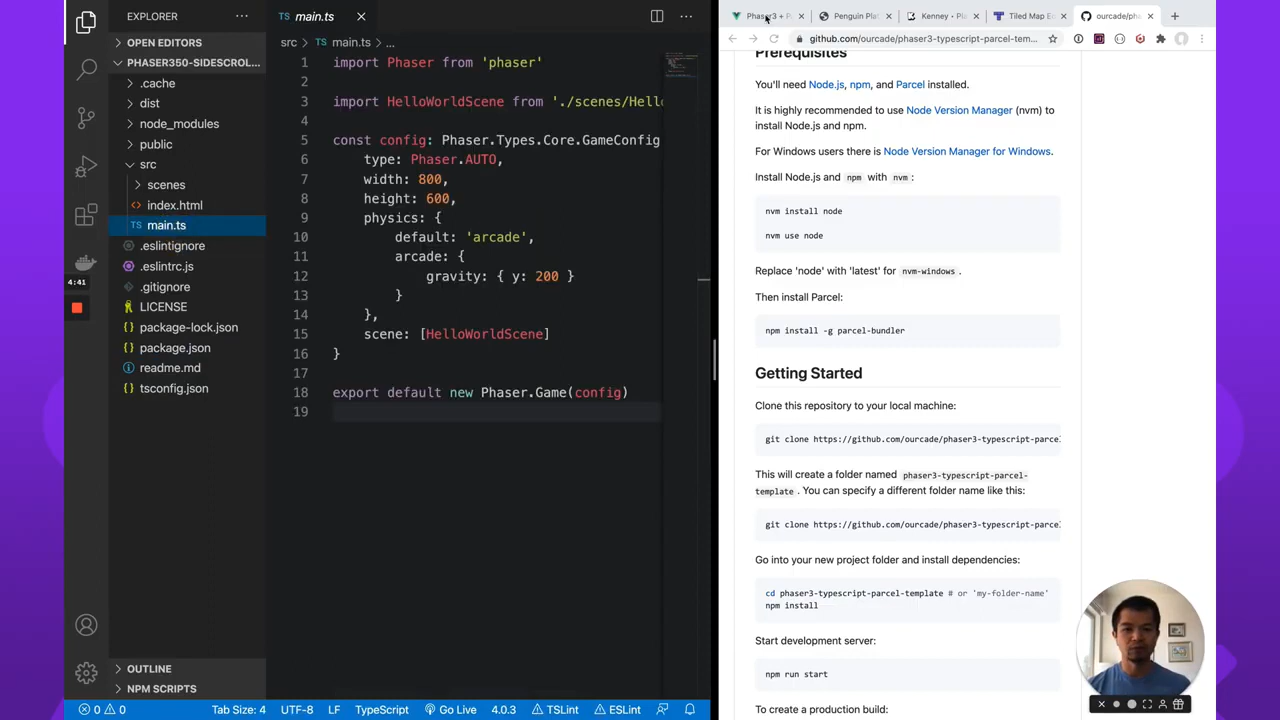 EXPLORER
OPEN EDITORS
PHASER350-SIDESCROL...
.cache
dist
node_modules
public
src
scenes
index.html
TS main.ts
.eslintignore
.eslintrc.js
.gitignore
LICENSE
package-lock.json
package.json
readme.md
tsconfig.json
OUTLINE
NPM SCRIPTS
4:41
TS main.ts
src > TS main.ts > ...
1 import Phaser from 'phaser'
2
3 import HelloWorldScene from './scenes/Hello
4
5 const config: Phaser.Types.Core.GameConfig
6 type: Phaser.AUTO,
7 width: 800,
8 height: 600,
9 physics: {
10 default: 'arcade',
11 arcade: {
12 gravity: { y: 200 }
13 }
14 },
15 scene: [HelloWorldScene]
16 }
17
18 export default new Phaser.Game(config)
19
0 0 Tab Size: 4 UTF-8 LF TypeScript Go Live 4.0.3 TSLint ESLint
Phaser3 + P
Penguin Plat
Kenney - Pla
Tiled Map Ed
ourcade/pha
github.com/ourcade/phaser3-typescript-parcel-tem...
Prerequisites
You'll need Node.js, npm, and Parcel installed.
It is highly recommended to use Node Version Manager (nvm) to
install Node.js and npm.
For Windows users there is Node Version Manager for Windows.
Install Node.js and npm with nvm :
nvm install node
nvm use node
Replace 'node' with 'latest' for nvm-windows .
Then install Parcel:
npm install -g parcel-bundler
Getting Started
Clone this repository to your local machine:
git clone https://github.com/ourcade/phaser3-typescript-parcel
This will create a folder named phaser3-typescript-parcel-
template . You can specify a different folder name like this:
git clone https://github.com/ourcade/phaser3-typescript-parcel
Go into your new project folder and install dependencies:
cd phaser3-typescript-parcel-template # or 'my-folder-name'
npm install
Start development server:
npm run start
To create a production build: